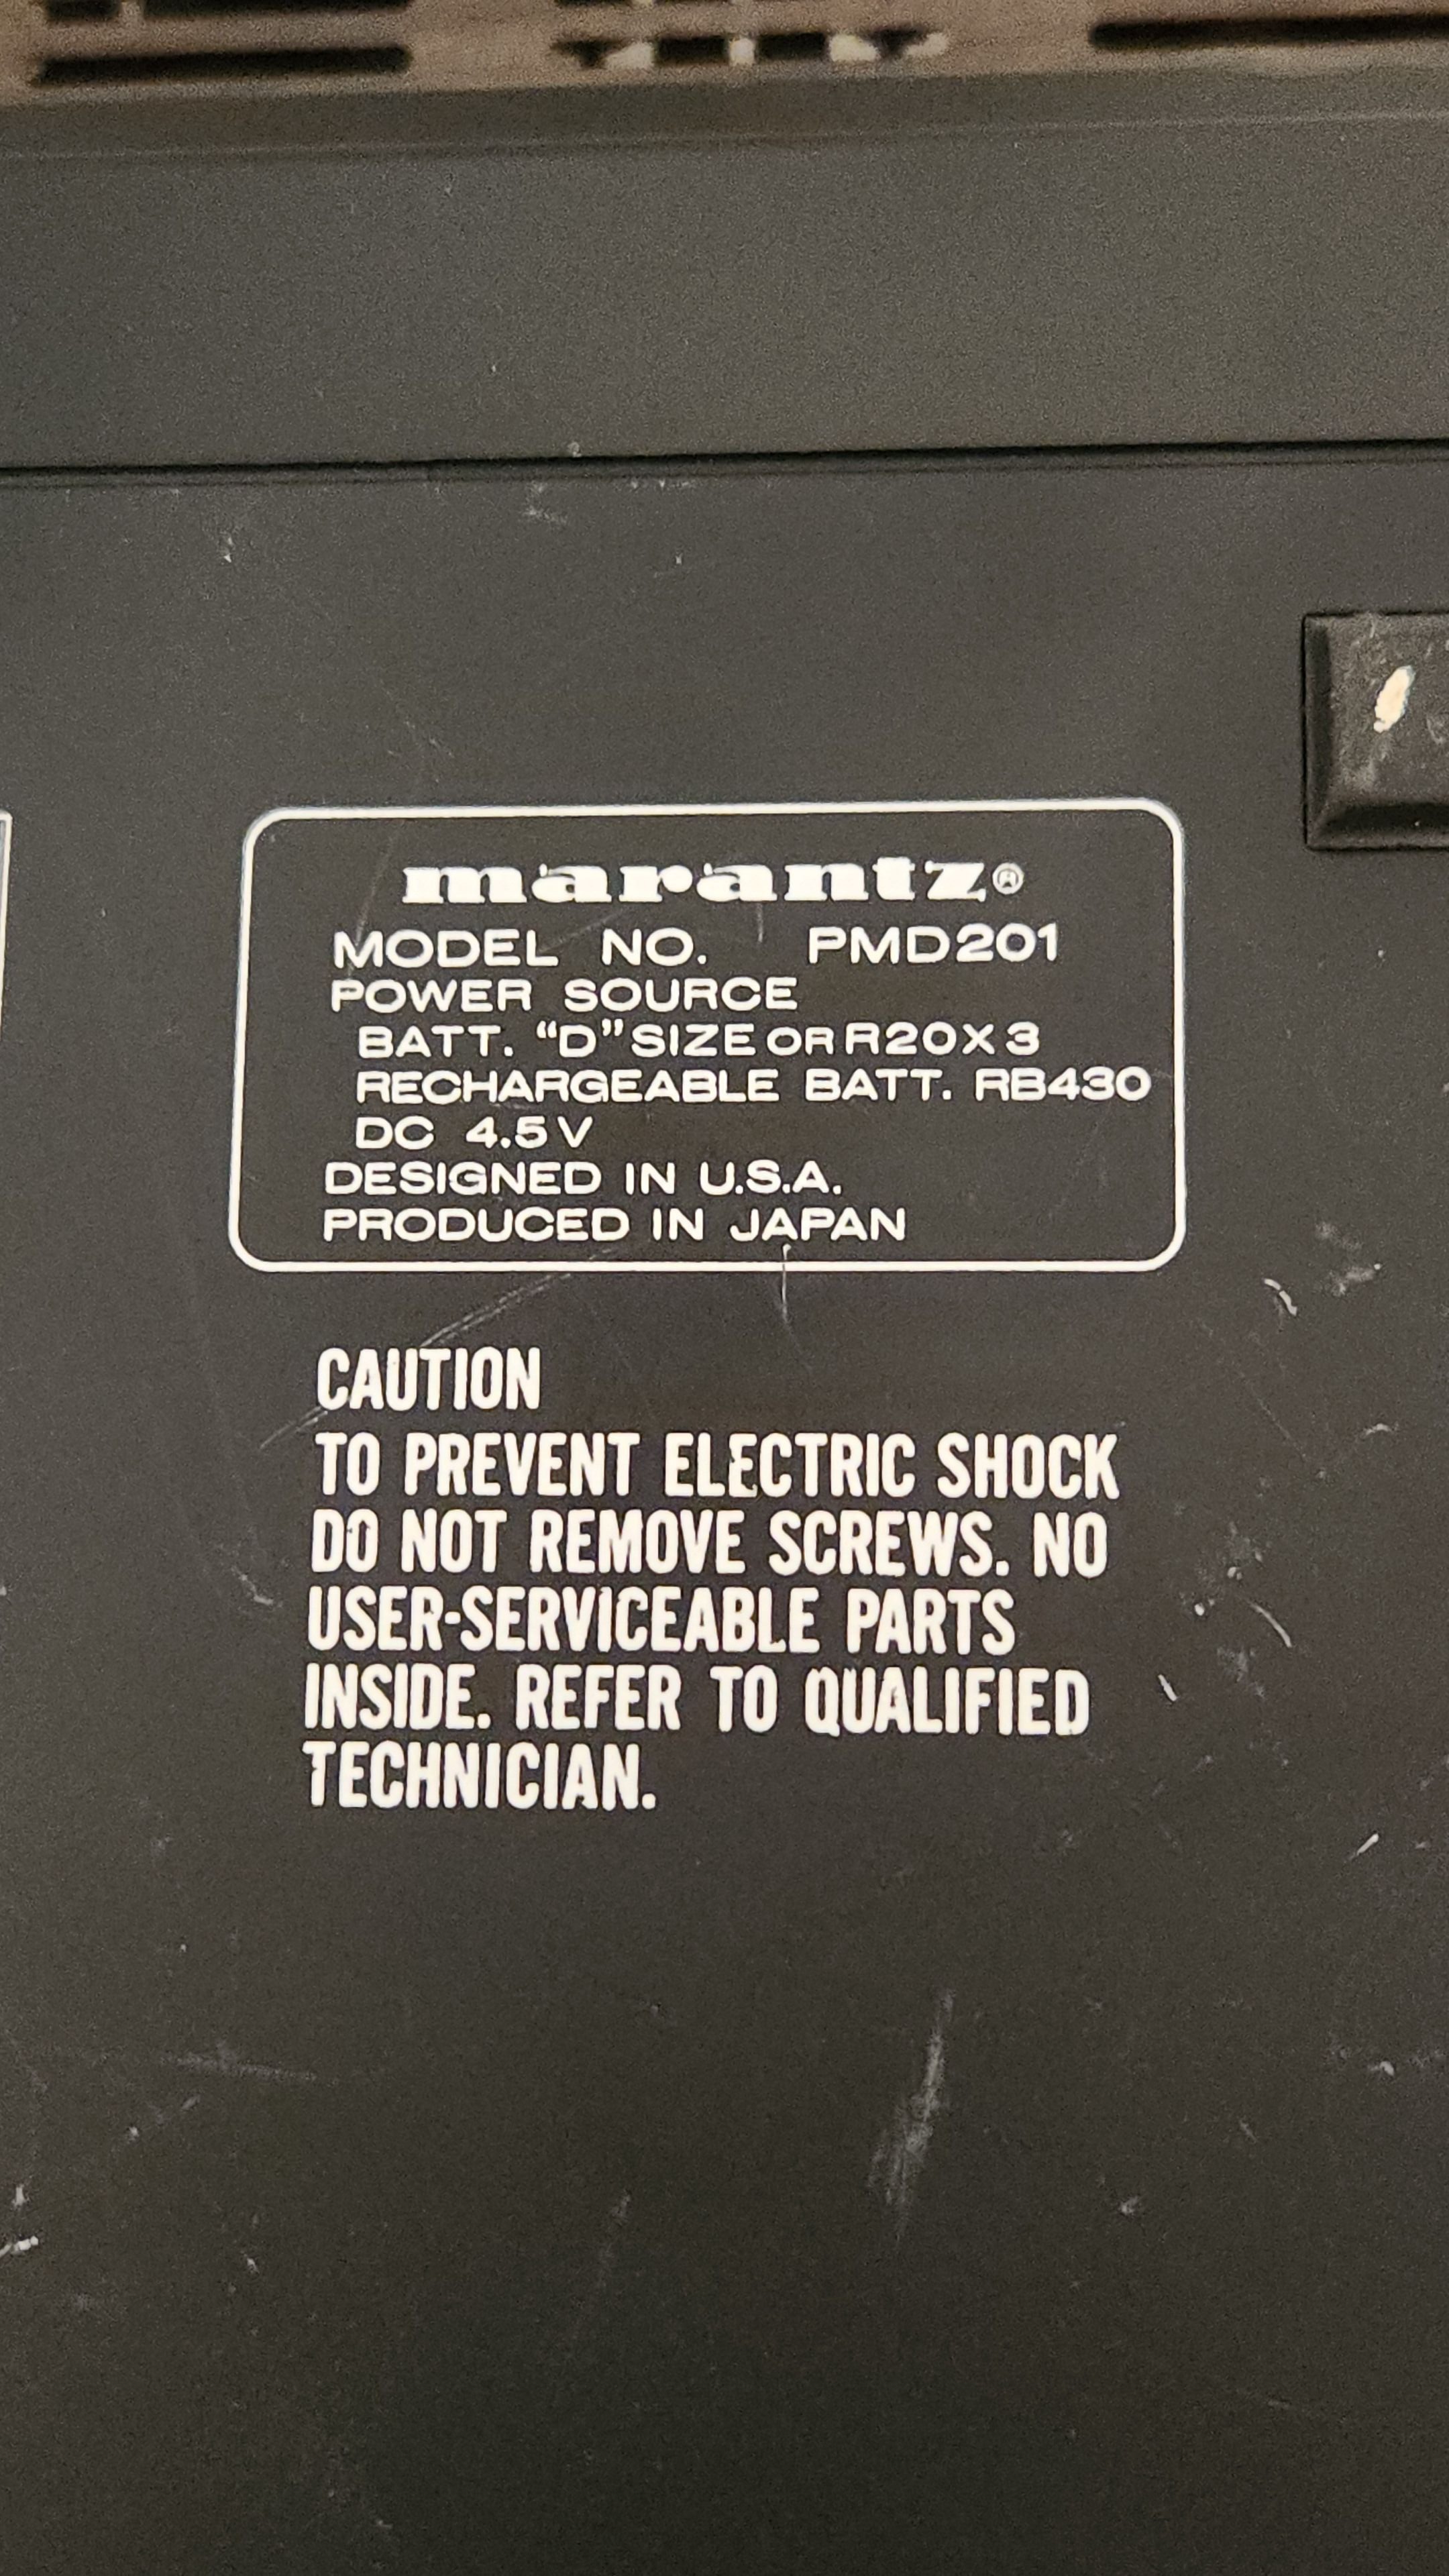 marantz®
MODEL NO. PMD201
POWER SOURCE
BATT. “D” SIZE OR R20X3
RECHARGEABLE BATT. RB430
DC 4.5V
DESIGNED IN U.S.A.
PRODUCED IN JAPAN
CAUTION
TO PREVENT ELECTRIC SHOCK
DO NOT REMOVE SCREWS. NO
USER-SERVICEABLE PARTS
INSIDE. REFER TO QUALIFIED
TECHNICIAN.